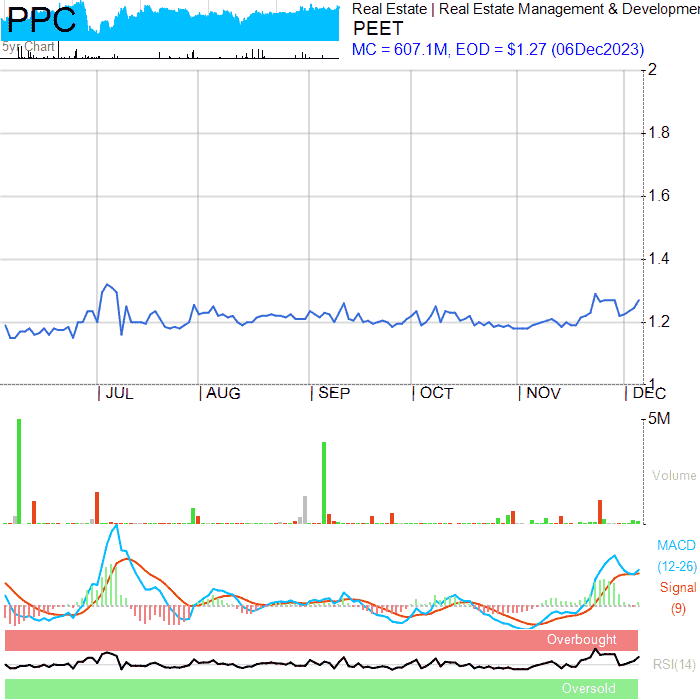 PPC
5yr Chart
Real Estate | Real Estate Management & Developmen
PEET
MC = 607.1M, EOD = $1.27 (06Dec2023)
2
1.8
1.6
1.4
1.2
1
JUL
AUG
SEP
OCT
NOV
DEC
5M
Volume
MACD
(12-26)
Signal
(9)
Overbought
RSI(14)
Oversold